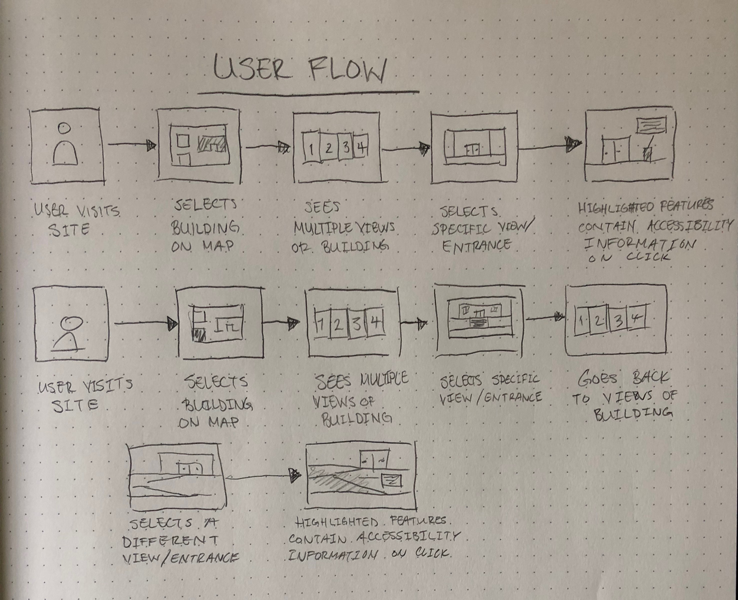 USER FLOW
1 2 3 4
USER VISITS
SITE
SELECTS
BUILDING
ON MAP
SEES
MULTIPLE VIEWS
OF BUILDING
SELECTS
SPECIFIC VIEW/
ENTRANCE
HIGHLIGHTED FEATURES
CONTAIN ACCESSIBILITY
INFORMATION
ON CLICK
1 2 3 4
1 2 3 4
USER VISITS
SITE
SELECTS
BUILDING
ON MAP
SEES MULTIPLE
VIEWS OF
BUILDING
SELECTS SPECIFIC
VIEW/ENTRANCE
GOES BACK
TO VIEWS OF
BUILDING
SELECTS A
DIFFERENT
VIEW/ENTRANCE
HIGHLIGHTED FEATURES
CONTAIN ACCESSIBILITY
INFORMATION ON CLICK